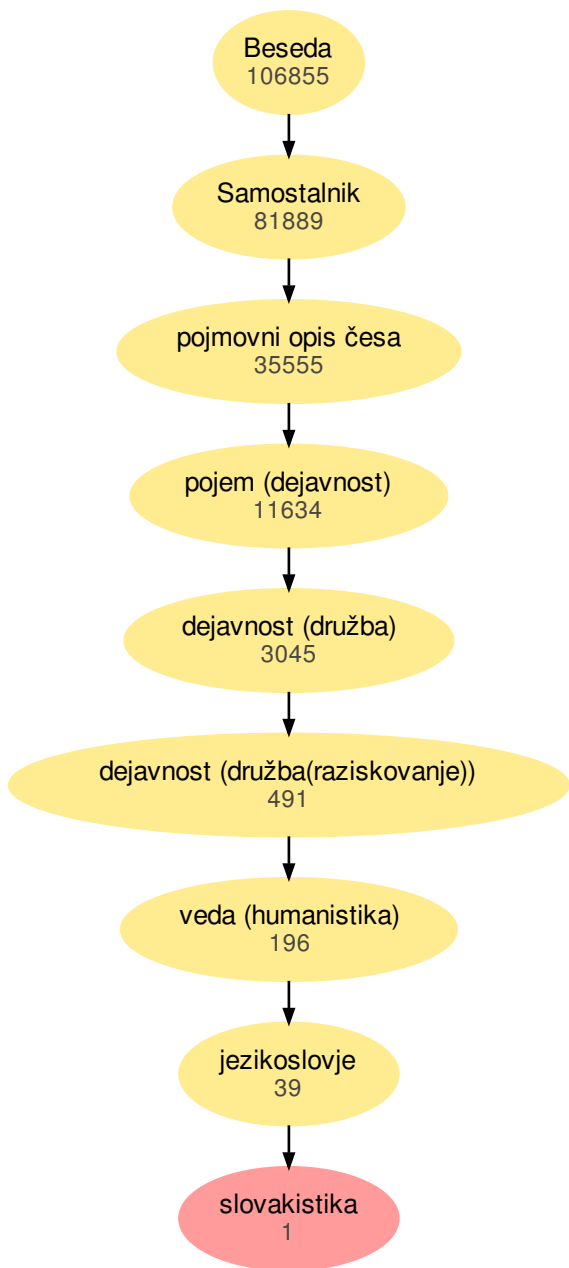 Beseda
106855
Samostalnik
81889
pojmovni opis česa
35555
pojem (dejavnost)
11634
dejavnost (družba)
3045
dejavnost (družba(raziskovanje))
491
veda (humanistika)
196
jezikoslovje
39
slovakistika
1